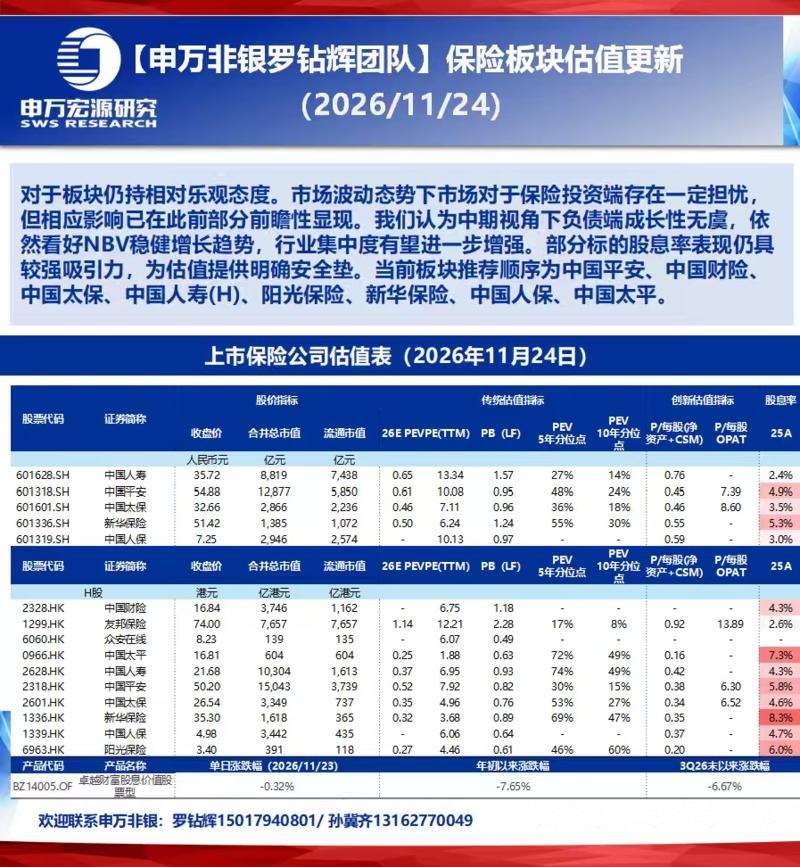 申万宏源研究
SWS RESEARCH
【申万非银罗钻辉团队】保险板块估值更新
(2026/11/24)
对于板块仍持相对乐观态度。市场波动态势下市场对于保险投资端存在一定担忧，
但相应影响已在此前部分前瞻性显现。我们认为中期视角下负债端成长性无虞，依
然看好NBV稳健增长趋势，行业集中度有望进一步增强。部分标的股息率表现仍具
较强吸引力，为估值提供明确安全垫。当前板块推荐顺序为中国平安、中国财险、
中国太保、中国人寿(H)、阳光保险、新华保险、中国人保、中国太平。
上市保险公司估值表（2026年11月24日）
股票代码 证券简称 股价指标 传统估值指标 创新估值指标 股息率
收盘价 合并总市值 流通市值 26E PEV PE(TTM) PB（LF） PEV 5年分位点 PEV 10年分位点 P/每股(净资产+CSM) P/每股OPAT 25A
人民币元 亿元 亿元
601628.SH 中国人寿 35.72 8,819 7,438 0.65 13.34 1.57 27% 14% 0.76 - 2.4%
601318.SH 中国平安 54.88 12,877 5,850 0.61 10.08 0.95 48% 24% 0.45 7.39 4.9%
601601.SH 中国太保 32.66 2,866 2,236 0.46 7.11 0.96 36% 18% 0.46 8.60 3.5%
601336.SH 新华保险 51.42 1,385 1,072 0.50 6.24 1.24 55% 30% 0.55 - 5.3%
601319.SH 中国人保 7.25 2,946 2,574 - 10.13 0.97 - - 0.59 - 3.0%
股票代码 证券简称 收盘价 合并总市值 流通市值 26E PEV PE(TTM) PB（LF） PEV 5年分位点 PEV 10年分位点 P/每股(净资产+CSM) P/每股OPAT 25A
H股 港元 亿港元 亿港元
2328.HK 中国财险 16.84 3,746 1,162 - 6.75 1.18 - - - - 4.3%
1299.HK 友邦保险 74.00 7,657 7,657 1.14 12.21 2.28 17% 8% 0.92 13.89 2.6%
6060.HK 众安在线 8.23 139 135 - 6.07 0.49 - - - - -
0966.HK 中国太平 16.81 604 604 0.25 1.88 0.63 72% 49% 0.16 - 7.3%
2628.HK 中国人寿 21.68 10,304 1,613 0.37 6.95 0.93 74% 49% 0.42 - 4.3%
2318.HK 中国平安 50.20 15,043 3,739 0.52 7.92 0.82 30% 15% 0.38 6.30 5.8%
2601.HK 中国太保 26.54 3,349 737 0.35 4.96 0.76 53% 27% 0.34 6.52 4.6%
1336.HK 新华保险 35.30 1,618 365 0.32 3.68 0.89 69% 47% 0.35 - 8.3%
1339.HK 中国人保 4.98 3,442 435 - 6.06 0.64 - - 0.37 - 4.7%
6963.HK 阳光保险 3.40 391 118 0.27 4.46 0.61 46% 60% 0.20 - 6.0%
产品代码 产品名称 单日涨跌幅（2026/11/23） 年初以来涨跌幅 3Q26末以来涨跌幅
BZ14005.OF 卓越财富股息价值股票型 -0.32% -7.65% -6.67%
欢迎联系申万非银：罗钻辉15017940801/ 孙冀齐13162770049